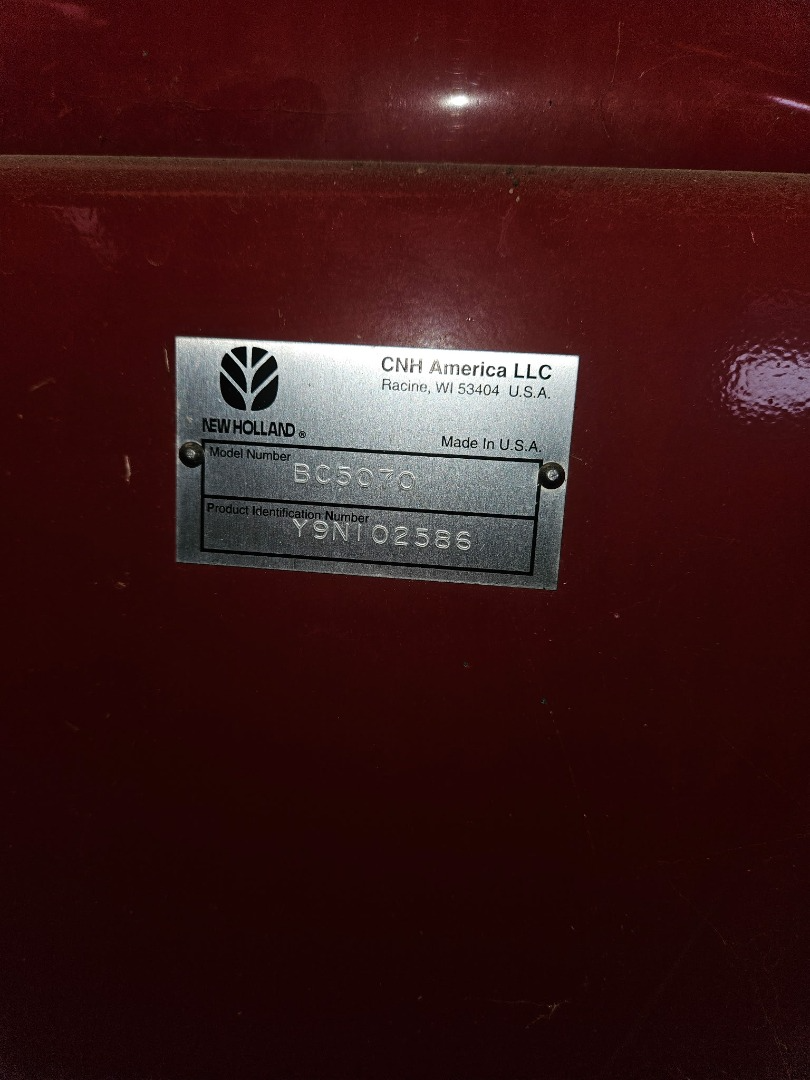 CNH America LLC
Racine, WI 53404 U.S.A.
NEW HOLLAND ®
Made In U.S.A.
Model Number
BC5070
Product Identification Number
Y9N102586